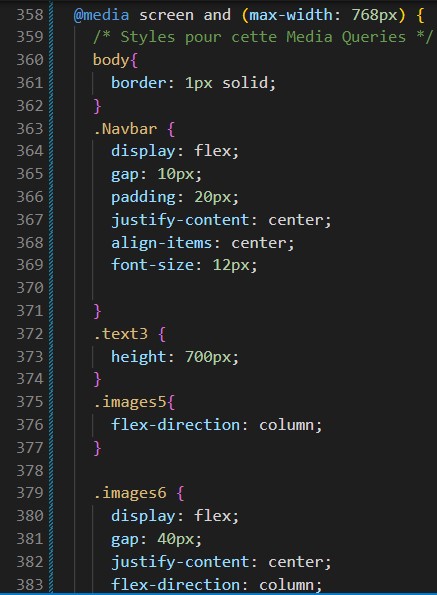 358 @media screen and (max-width: 768px) {
359 /* Styles pour cette Media Queries */
360 body{
361 border: 1px solid;
362 }
363 .Navbar {
364 display: flex;
365 gap: 10px;
366 padding: 20px;
367 justify-content: center;
368 align-items: center;
369 font-size: 12px;
370
371 }
372 .text3 {
373 height: 700px;
374 }
375 .images5{
376 flex-direction: column;
377 }
378
379 .images6 {
380 display: flex;
381 gap: 40px;
382 justify-content: center;
383 flex-direction: column;